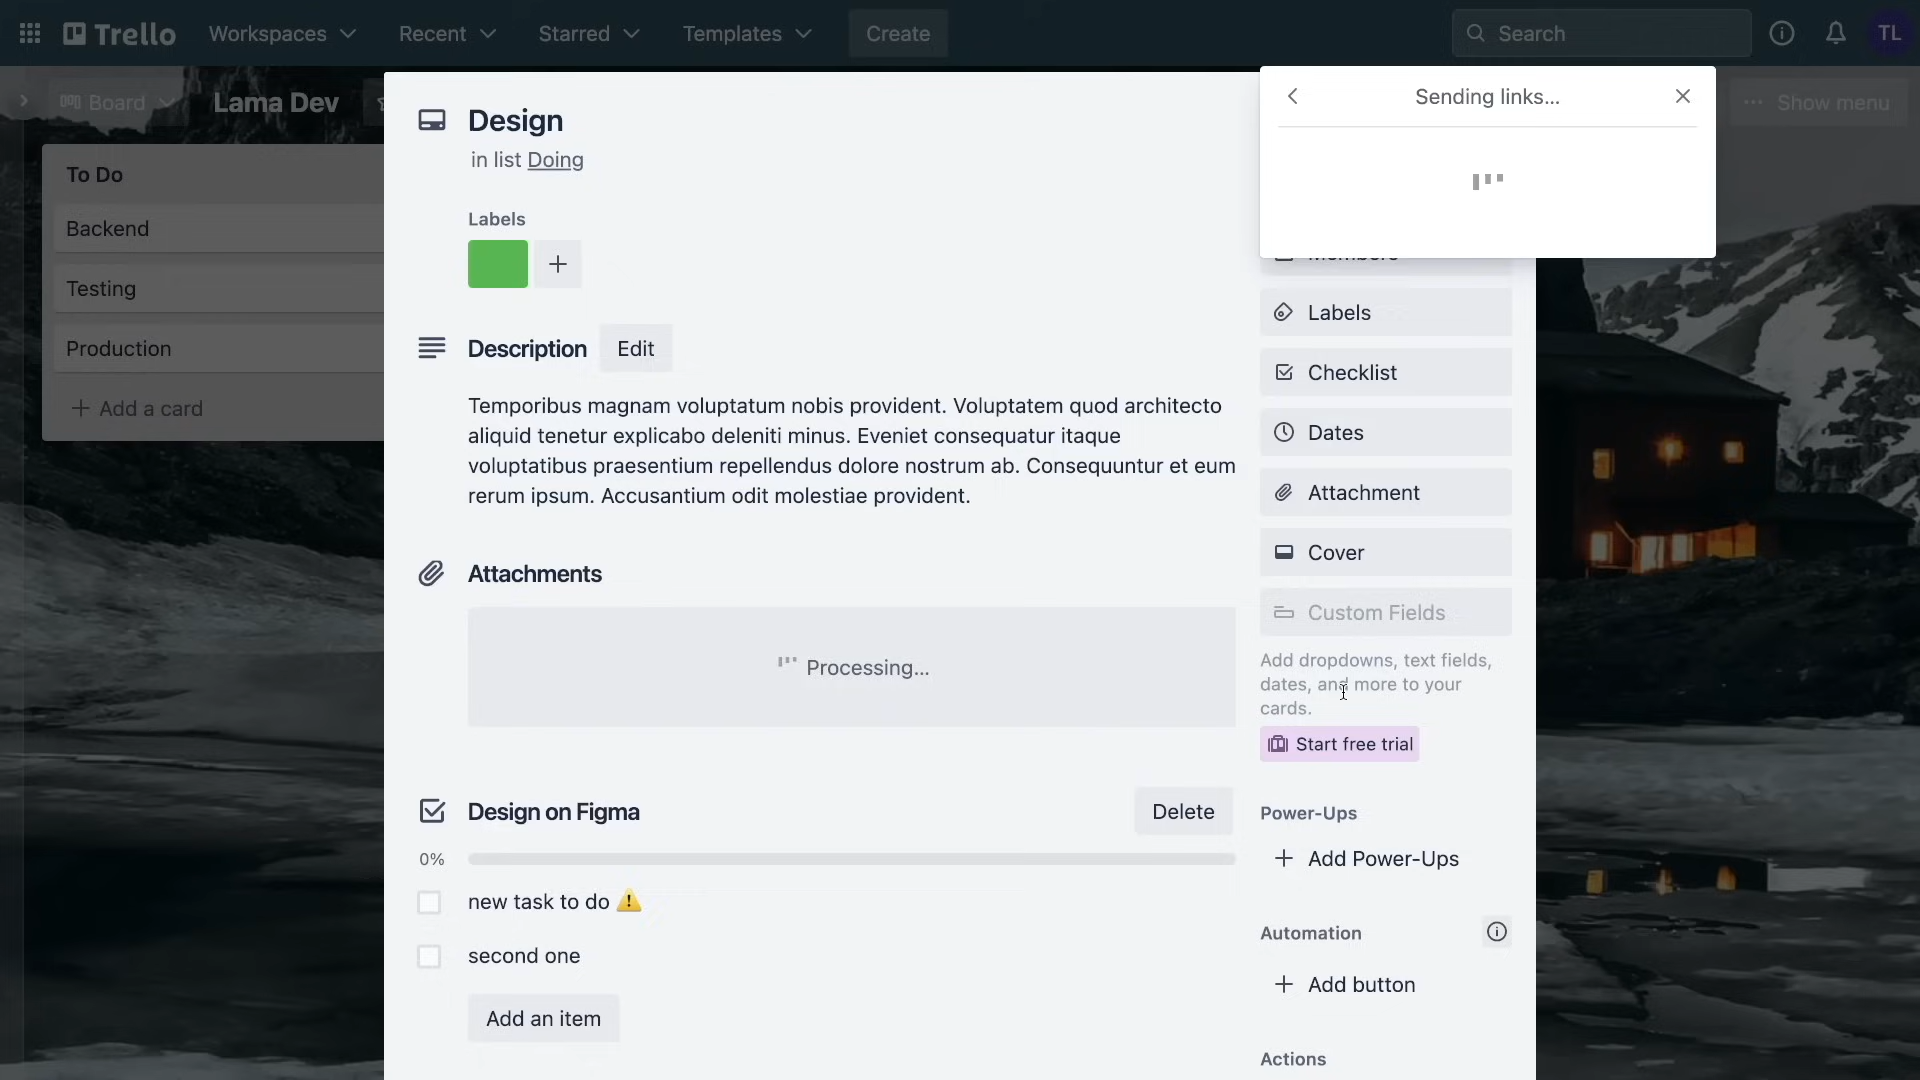 Trello
Workspaces
Recent
Starred
Templates
Create
Search
TL
Board
Lama Dev
Show menu
Sending links...
To Do
Backend
Testing
Production
Add a card
Design
in list Doing
Labels
Description
Edit
Temporibus magnam voluptatum nobis provident. Voluptatem quod architecto
aliquid tenetur explicabo deleniti minus. Eveniet consequatur itaque
voluptatibus praesentium repellendus dolore nostrum ab. Consequuntur et eum
rerum ipsum. Accusantium odit molestiae provident.
Attachments
Processing...
Design on Figma
Delete
0%
new task to do ⚠️
second one
Add an item
Members
Labels
Checklist
Dates
Attachment
Cover
Custom Fields
Add dropdowns, text fields,
dates, and more to your
cards.
Start free trial
Power-Ups
Add Power-Ups
Automation
Add button
Actions